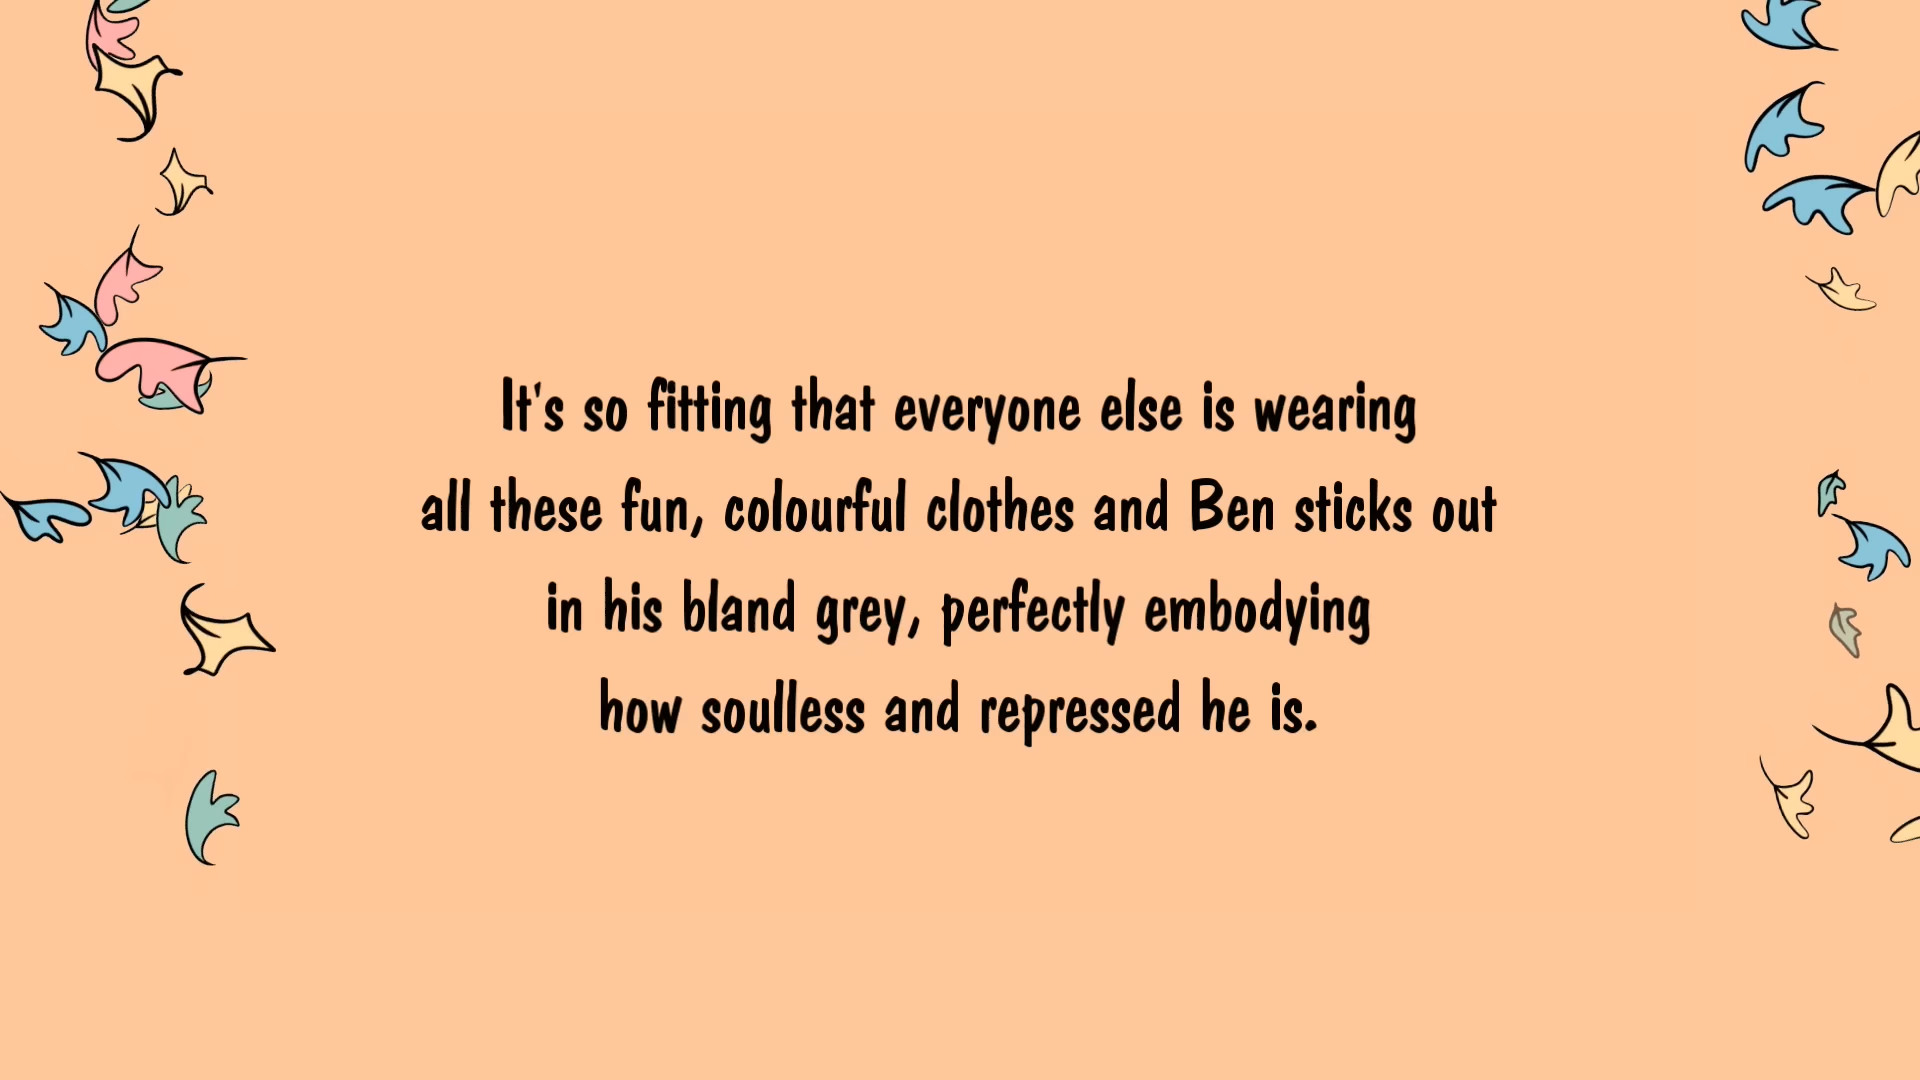 It's so fitting that everyone else is wearing
all these fun, colourful clothes and Ben sticks out
in his bland grey, perfectly embodying
how soulless and repressed he is.